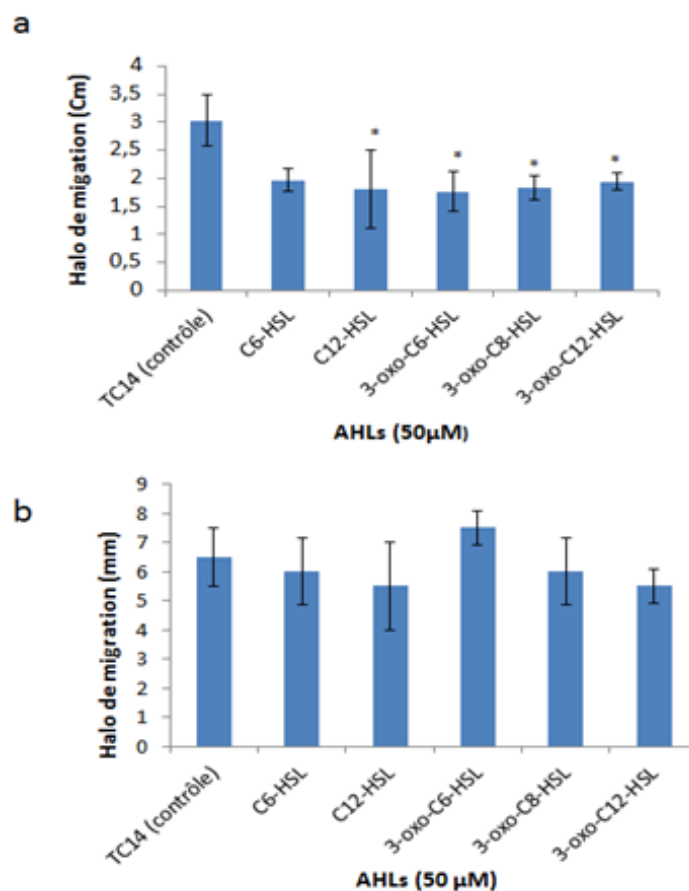 a
Halo de migation (Cm)
4
3,5
3
2,5
2
1,5
1
0,5
0
* * * *
TC14 (contrôle)
C6-HSL
C12-HSL
3-oxo-C6-HSL
3-oxo-C8-HSL
3-oxo-C12-HSL
AHLs (50µM)
b
Halo de migration (mm)
9
8
7
6
5
4
3
2
1
0
TC14 (contrôle)
C6-HSL
C12-HSL
3-oxo-C6-HSL
3-oxo-C8-HSL
3-oxo-C12-HSL
AHLs (50 µM)